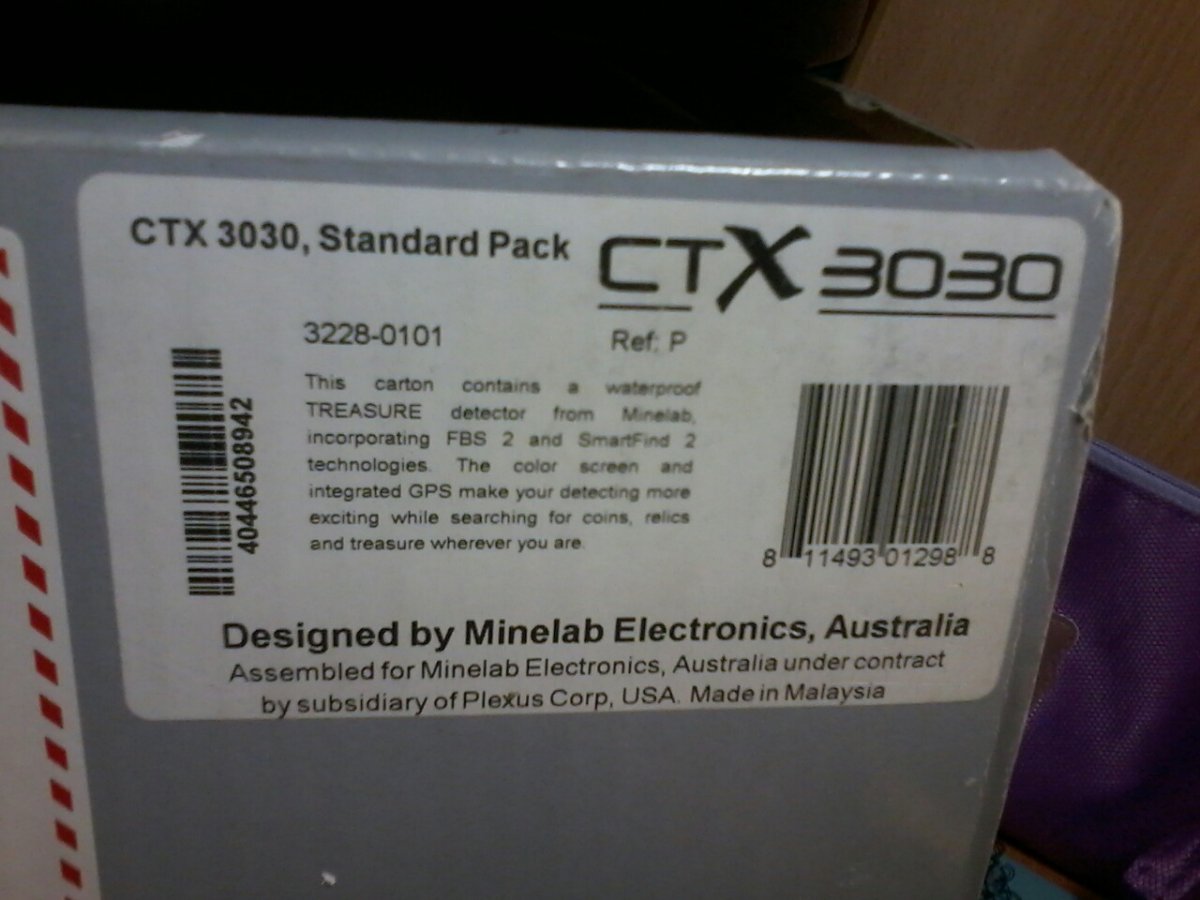 CTX 3030, Standard Pack
CTX 3030
3228-0101
Ref: P
This carton contains a waterproof
TREASURE detector from Minelab,
incorporating FBS 2 and SmartFind 2
technologies. The color screen and
integrated GPS make your detecting more
exciting while searching for coins, relics
and treasure wherever you are.
40446508942
8 11493 01298 8
Designed by Minelab Electronics, Australia
Assembled for Minelab Electronics, Australia under contract
by subsidiary of Plexus Corp, USA. Made in Malaysia